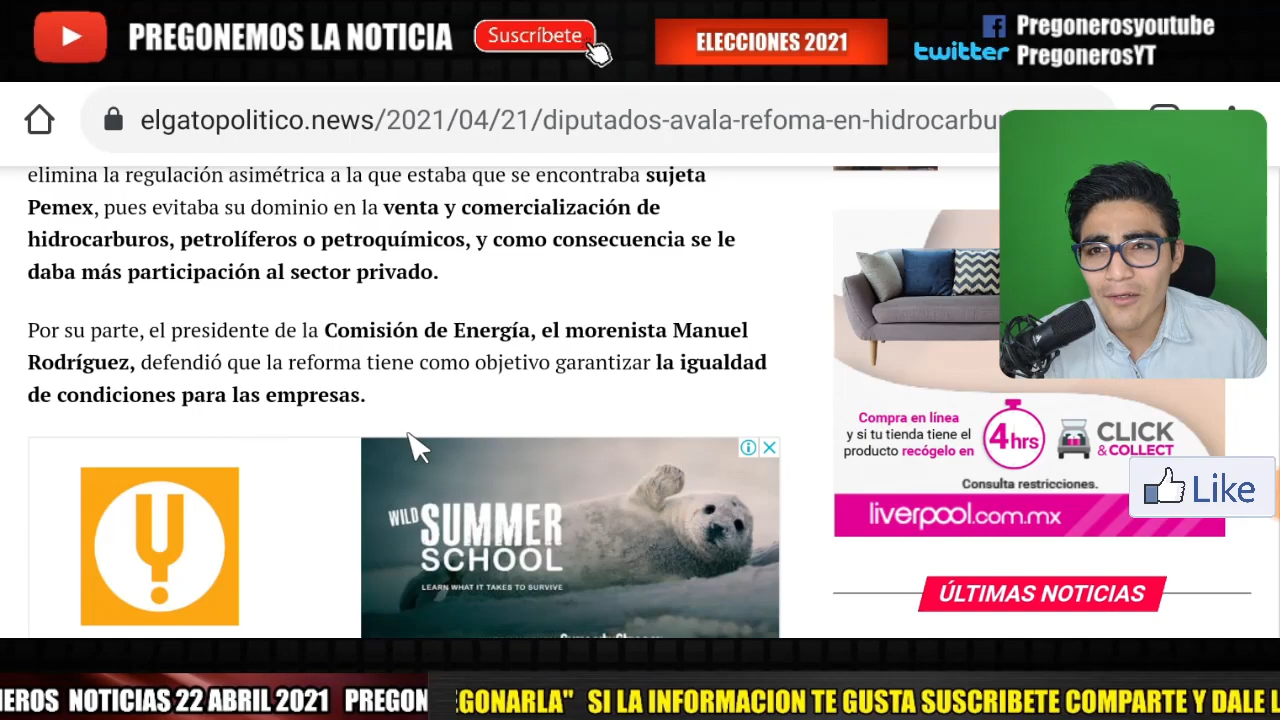 PREGONEMOS LA NOTICIA
Suscríbete
ELECCIONES 2021
Pregonerosyoutube
twitter PregonerosYT
elgatopolitico.news/2021/04/21/diputados-avala-refoma-en-hidrocarbu
elimina la regulación asimétrica a la que estaba que se encontraba sujeta
Pemex, pues evitaba su dominio en la venta y comercialización de
hidrocarburos, petrolíferos o petroquímicos, y como consecuencia se le
daba más participación al sector privado.
Por su parte, el presidente de la Comisión de Energía, el morenista Manuel
Rodríguez, defendió que la reforma tiene como objetivo garantizar la igualdad
de condiciones para las empresas.
WILD SUMMER
SCHOOL
LEARN WHAT IT TAKES TO SURVIVE
Compra en línea
y si tu tienda tiene el
producto recógelo en
4hrs
CLICK
& COLLECT
Consulta restricciones.
Like
liverpool.com.mx
ÚLTIMAS NOTICIAS
NEROS NOTICIAS 22 ABRIL 2021 PREGON
GONARLA" SI LA INFORMACION TE GUSTA SUSCRIBETE COMPARTE Y DALE L